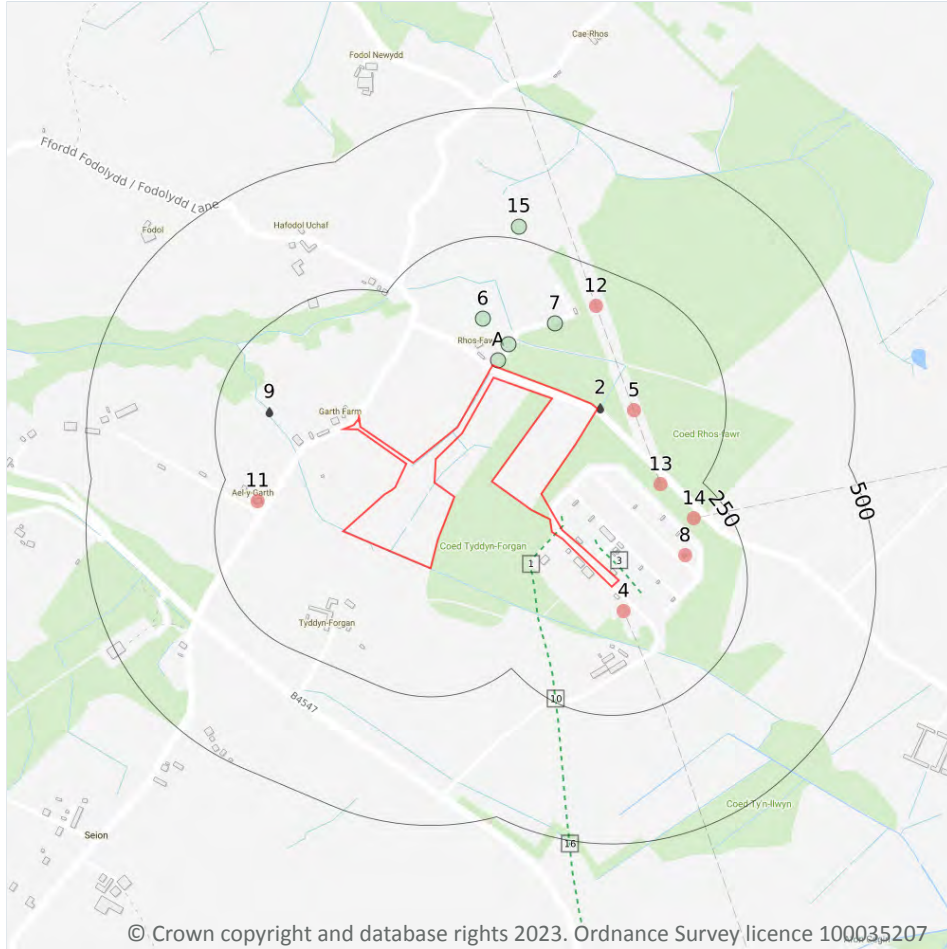 Cae-Rhos
Fodol Newydd
Ffordd Fodolydd / Fodolydd Lane
15
Hafodol Uchaf
Fodol
12
6
7
A
Rhos-Fawr
9
2
5
Garth Farm
Coed Rhos-fawr
13
11
Ael-y-Garth
14
250
500
Coed Tyddyn-Forgan
8
1
3
4
Tyddyn-Forgan
10
B4547
Coed Ty'n-llwyn
Seion
16
© Crown copyright and database rights 2023. Ordnance Survey licence 100035207